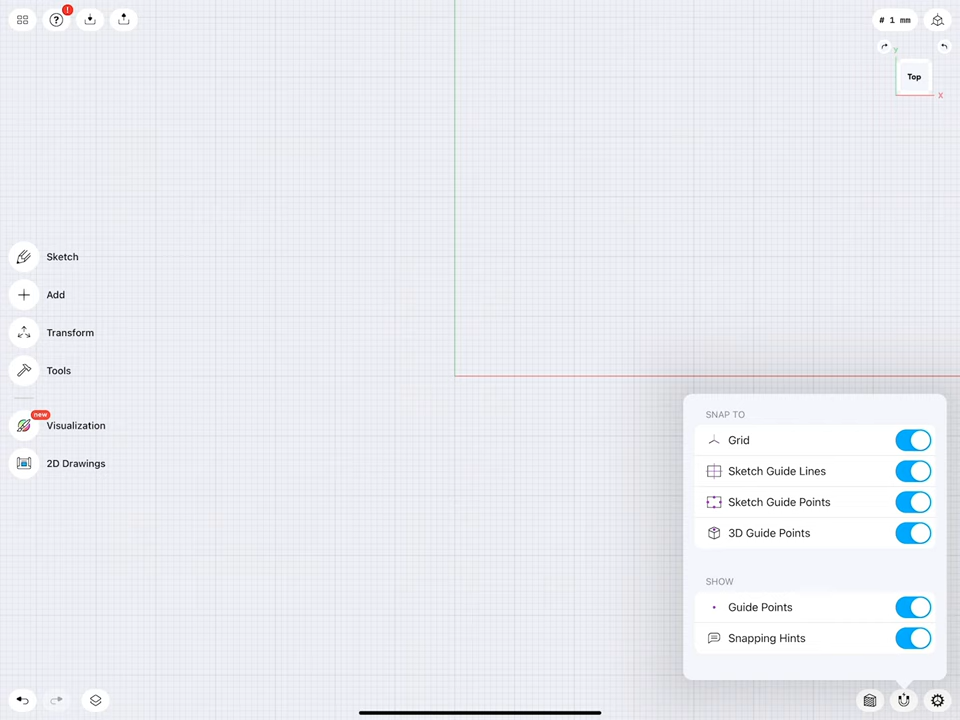 !
# 1 mm
y
Top
x
Sketch
Add
Transform
Tools
new
Visualization
2D Drawings
SNAP TO
Grid
Sketch Guide Lines
Sketch Guide Points
3D Guide Points
SHOW
Guide Points
Snapping Hints